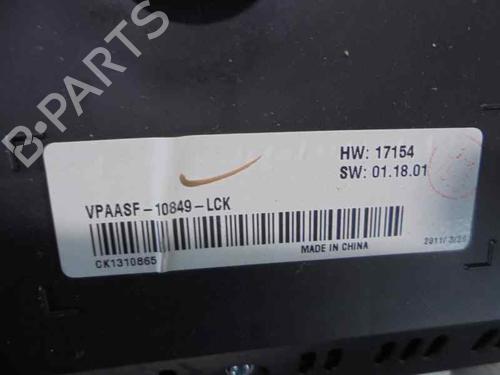 B-PARTS
HW: 17154
SW: 01.18.01
VPAASF-10849-LCK
CK1310865
MADE IN CHINA